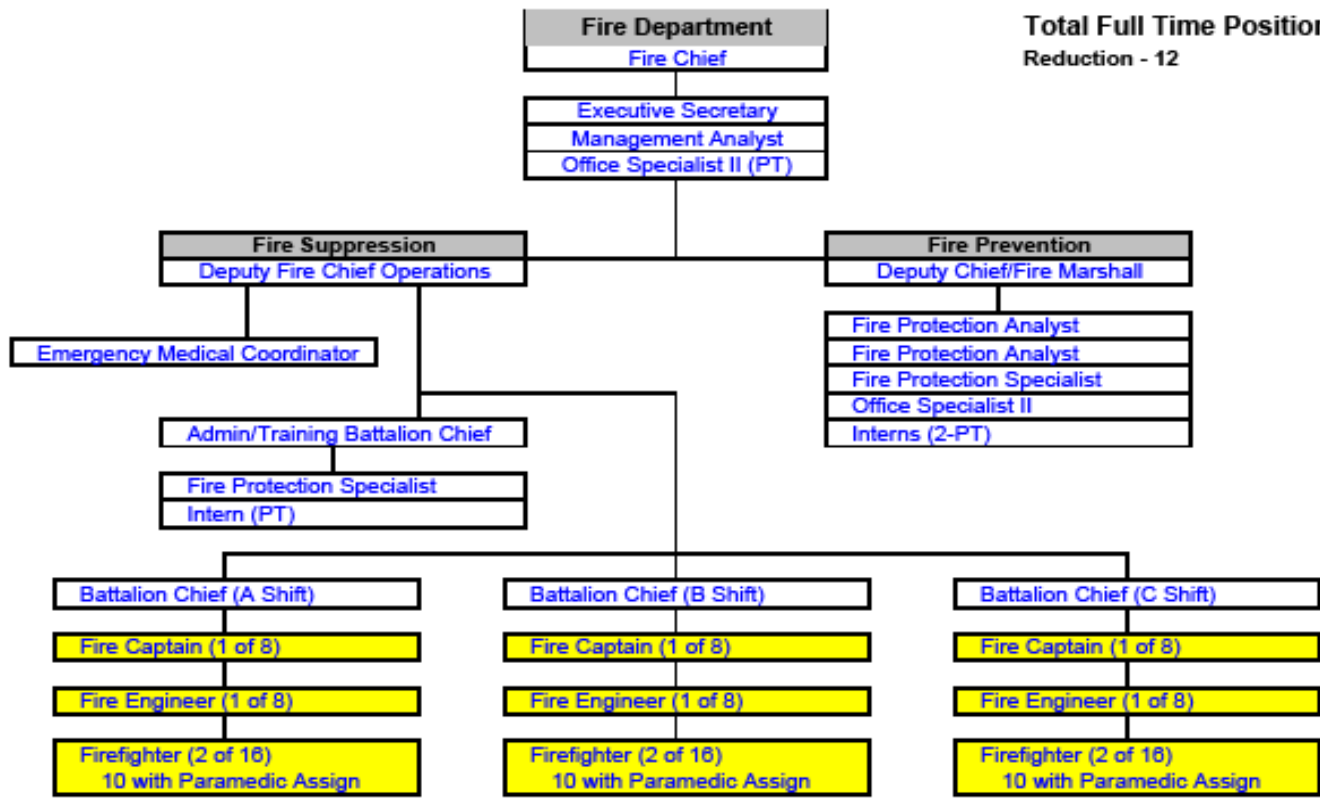 Fire Department
Fire Chief
Total Full Time Position
Reduction - 12
Executive Secretary
Management Analyst
Office Specialist II (PT)
Fire Suppression
Deputy Fire Chief Operations
Fire Prevention
Deputy Chief/Fire Marshall
Emergency Medical Coordinator
Fire Protection Analyst
Fire Protection Analyst
Fire Protection Specialist
Office Specialist II
Interns (2-PT)
Admin/Training Battalion Chief
Fire Protection Specialist
Intern (PT)
Battalion Chief (A Shift)
Fire Captain (1 of 8)
Fire Engineer (1 of 8)
Firefighter (2 of 16)
10 with Paramedic Assign
Battalion Chief (B Shift)
Fire Captain (1 of 8)
Fire Engineer (1 of 8)
Firefighter (2 of 16)
10 with Paramedic Assign
Battalion Chief (C Shift)
Fire Captain (1 of 8)
Fire Engineer (1 of 8)
Firefighter (2 of 16)
10 with Paramedic Assign